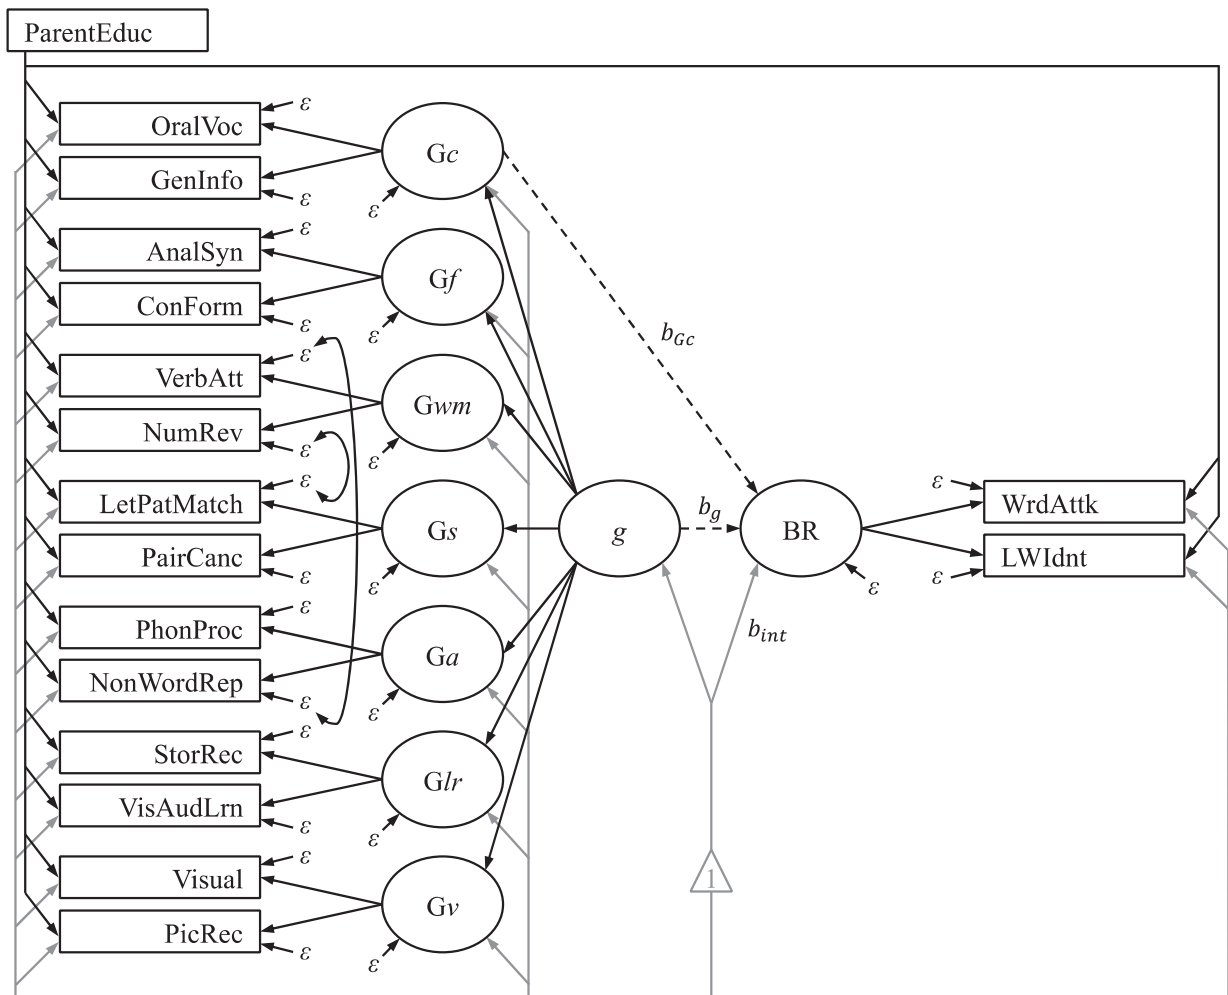 ParentEduc
ε
OralVoc
Gc
GenInfo
ε
ε
ε
AnalSyn
Gf
ConForm
ε
ε
b_Gc
ε
VerbAtt
Gwm
NumRev
ε
ε
ε
ε
LetPatMatch
WrdAttk
Gs
g
b_g
BR
PairCanc
LWIdnt
ε
ε
ε
ε
ε
PhonProc
b_int
Ga
NonWordRep
ε
ε
ε
StorRec
Glr
VisAudLrn
ε
ε
ε
Visual
1
Gv
PicRec
ε
ε